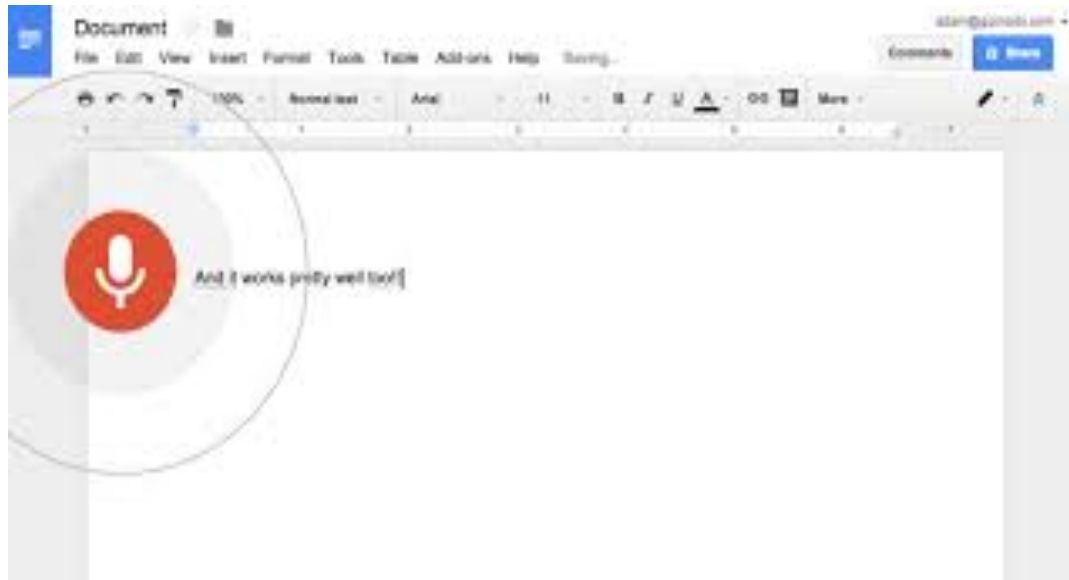 Document
File Edit View Insert Format Tools Table Add-ons Help Saving...
Comments
Share
100% Normal text Arial 11 B I U A More
And it works pretty well too!